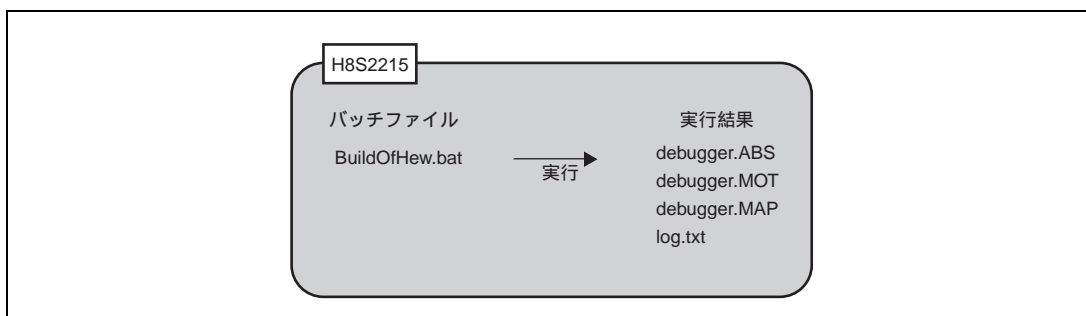 H8S2215
バッチファイル
BuildOfHew.bat
実行
実行結果
debugger.ABS
debugger.MOT
debugger.MAP
log.txt